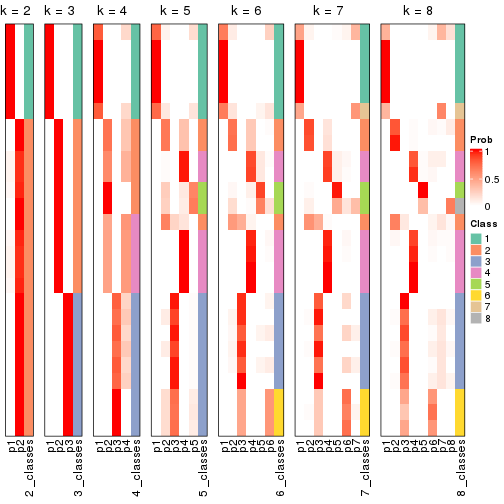 k = 2 k = 3 k = 4 k = 5 k = 6 k = 7 k = 8
Prob
1
0.5
0
Class
1
2
3
4
5
6
7
8
p1 p2 2_classes
p1 p2 p3 3_classes
p1 p2 p3 p4 4_classes
p1 p2 p3 p4 p5 5_classes
p1 p2 p3 p4 p5 p6 6_classes
p1 p2 p3 p4 p5 p6 p7 7_classes
p1 p2 p3 p4 p5 p6 p7 p8 8_classes